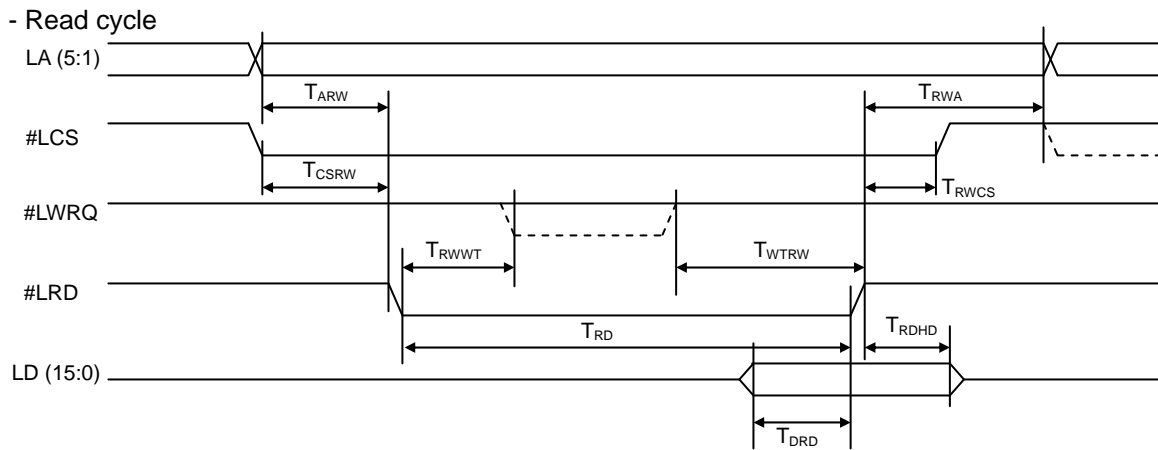 - Read cycle
LA (5:1)
TARW
TRWA
#LCS
TCSRW
TRWCS
#LWRQ
TRWWT
TWTRW
#LRD
TRD
TRDHD
LD (15:0)
TDRD